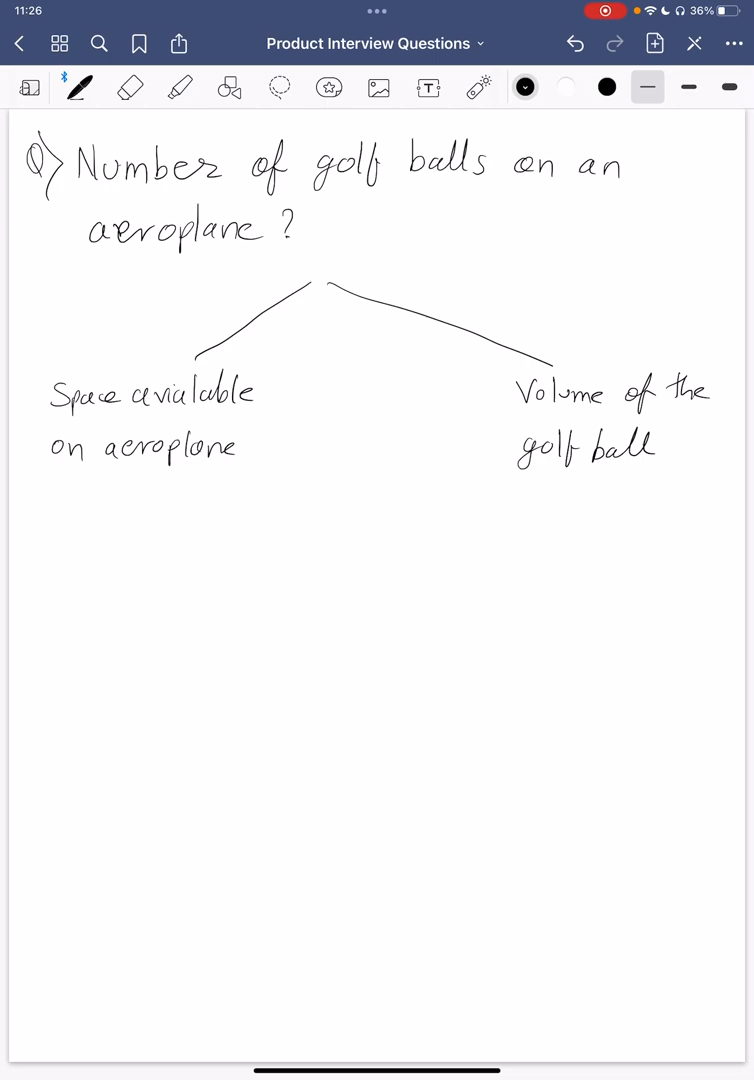 11:26
36%
Product Interview Questions
T
Q) Number of golf balls on an
aeroplane ?
Space avialable
on aeroplane
Volume of the
golf ball